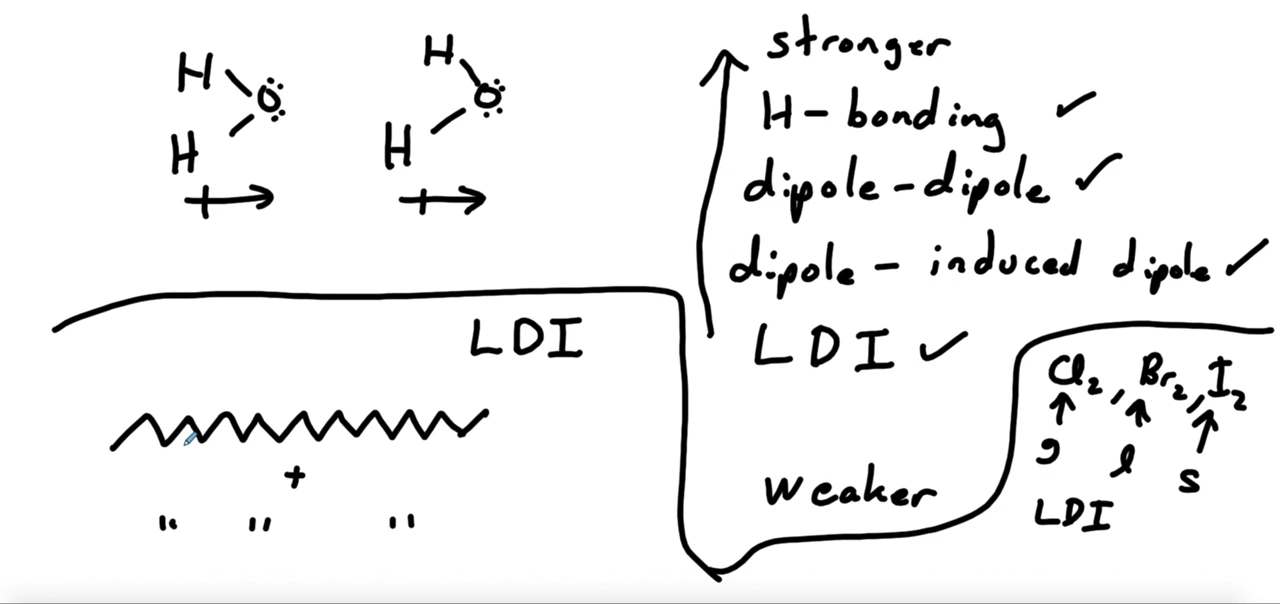 H H
O O
H H
stronger
H-bonding ✓
dipole-dipole ✓
dipole - induced dipole ✓
LDI ✓
weaker
LDI
+
" " "
Cl2, Br2, I2
g l s
LDI